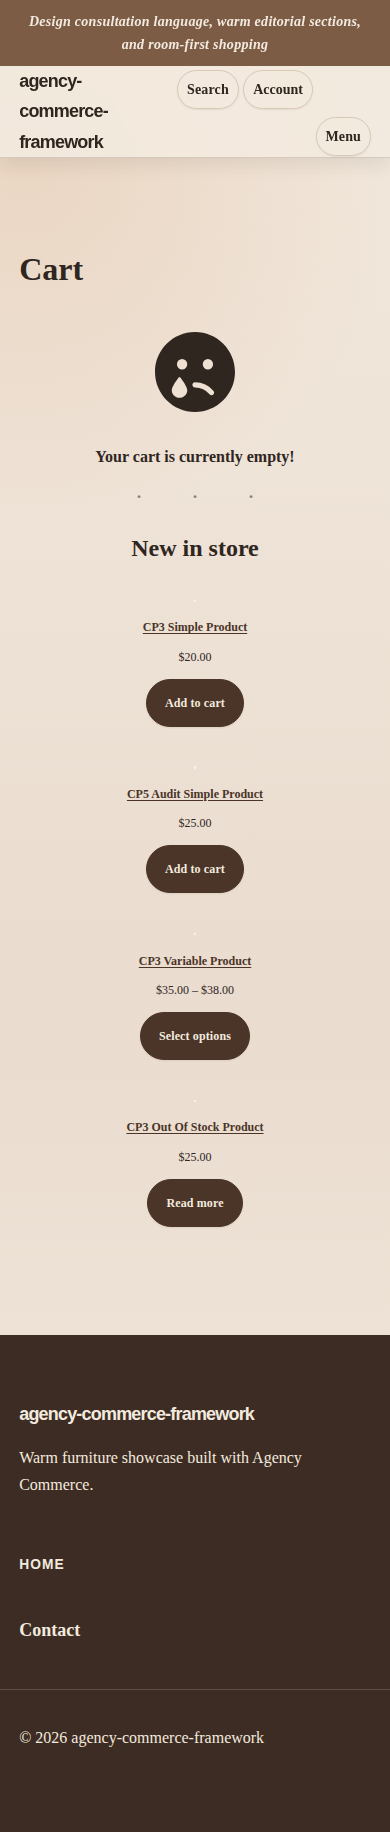 Design consultation language, warm editorial sections,
and room-first shopping
agency-
commerce-
framework
Search
Account
Menu
Cart
Your cart is currently empty!
New in store
CP3 Simple Product
$20.00
Add to cart
CP5 Audit Simple Product
$25.00
Add to cart
CP3 Variable Product
$35.00 – $38.00
Select options
CP3 Out Of Stock Product
$25.00
Read more
agency-commerce-framework
Warm furniture showcase built with Agency
Commerce.
HOME
Contact
© 2026 agency-commerce-framework